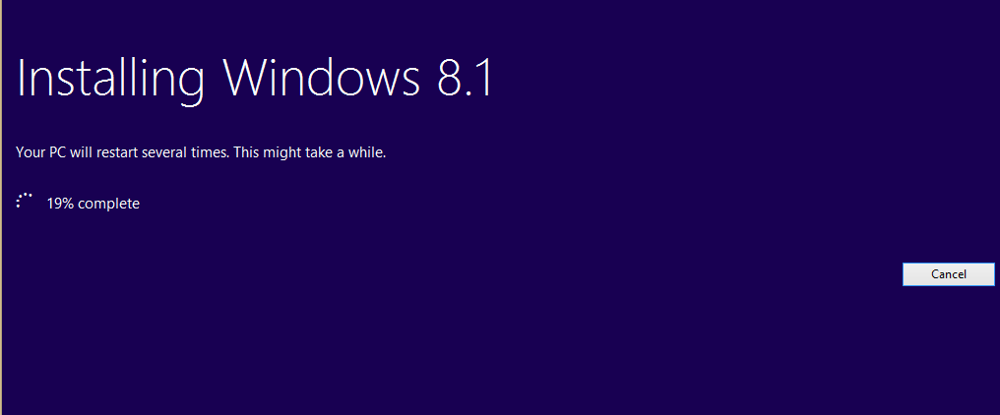 Installing Windows 8.1
Your PC will restart several times. This might take a while.
19% complete
Cancel